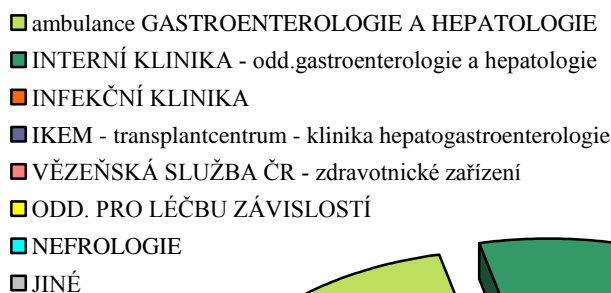 ambulance GASTROENTEROLOGIE A HEPATOLOGIE
INTERNÍ KLINIKA - odd.gastroenterologie a hepatologie
INFEKČNÍ KLINIKA
IKEM - transplantcentrum - klinika hepatogastroenterologie
VĚZEŇSKÁ SLUŽBA ČR - zdravotnické zařízení
ODD. PRO LÉČBU ZÁVISLOSTÍ
NEFROLOGIE
JINÉ